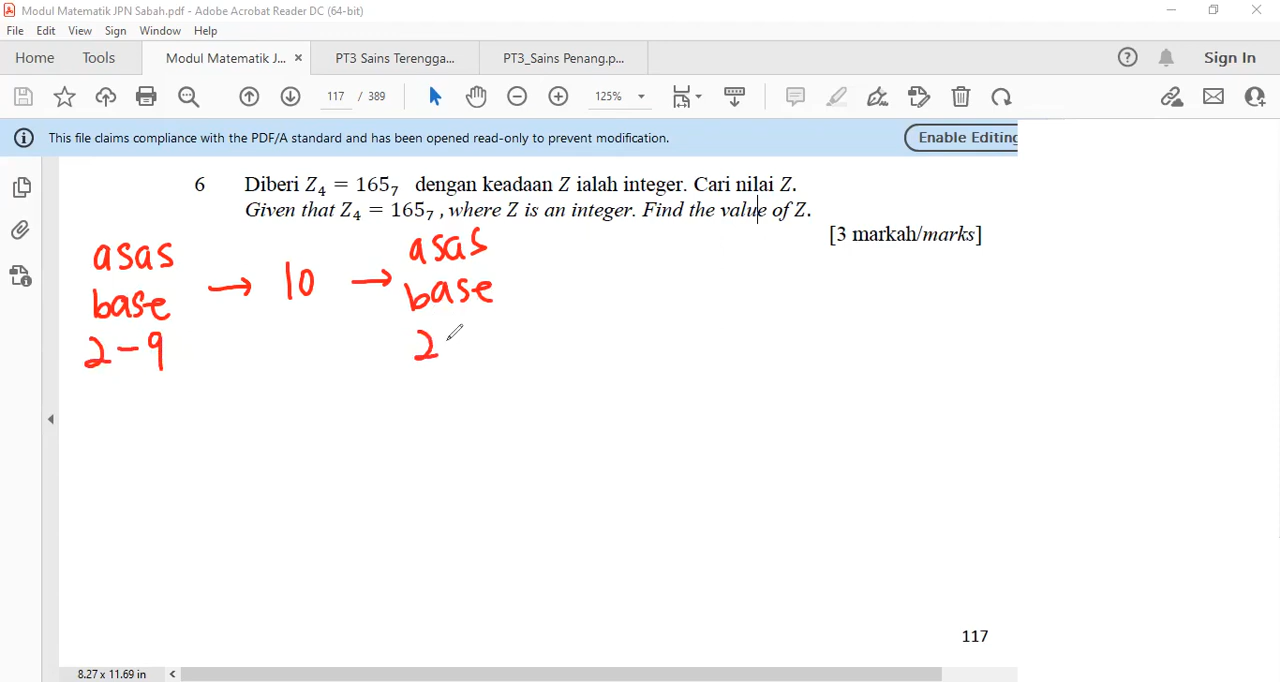 Modul Matematik JPN Sabah.pdf - Adobe Acrobat Reader DC (64-bit)
File Edit View Sign Window Help
Home Tools Modul Matematik J... × PT3 Sains Terengga... PT3_Sains Penang.p... Sign In
117 / 389 125%
This file claims compliance with the PDF/A standard and has been opened read-only to prevent modification. Enable Editing
6 Diberi Z₄ = 165₇ dengan keadaan Z ialah integer. Cari nilai Z.
Given that Z₄ = 165₇, where Z is an integer. Find the value of Z.
[3 markah/marks]
asas → 10 → asas
base base
2-9 2
117
8.27 x 11.69 in